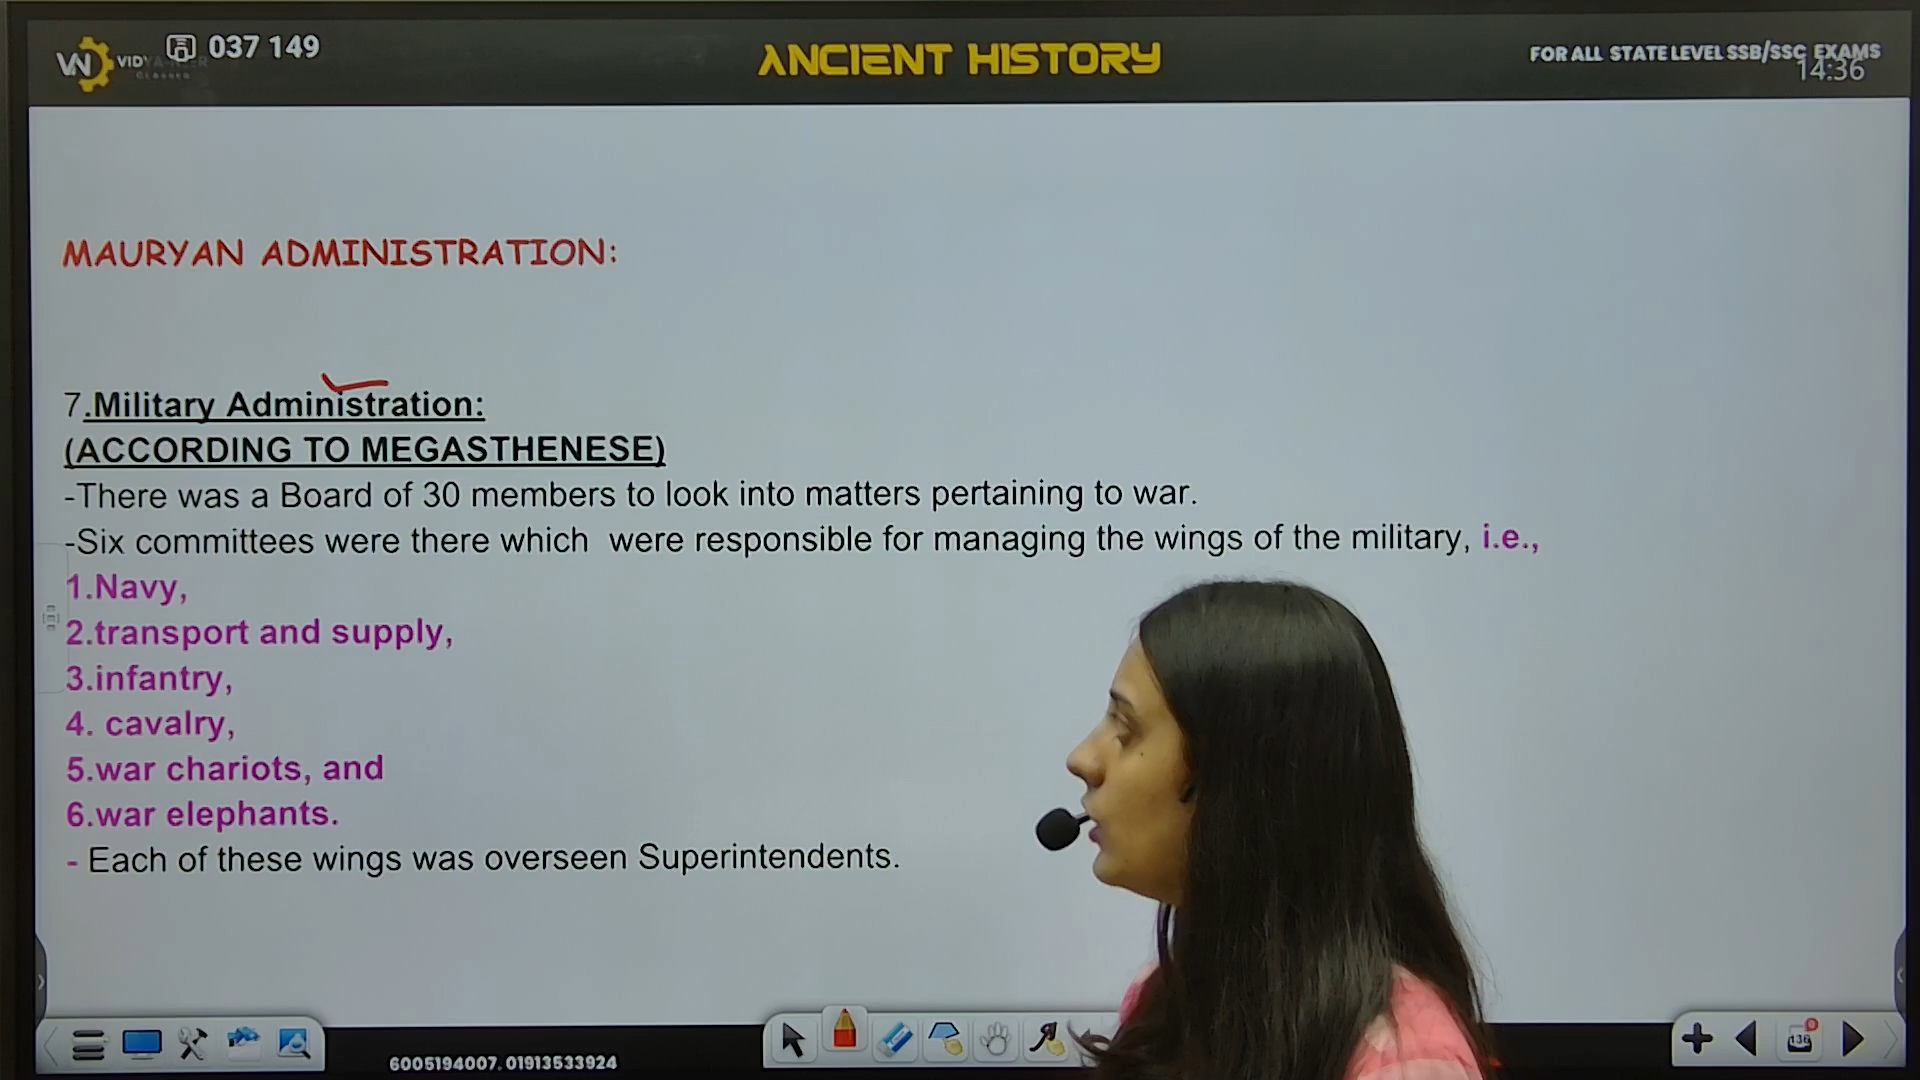 VN
037 149
ANCIENT HISTORY
FOR ALL STATE LEVEL SSB/SSC EXAMS
14:36
CLASSES
MAURYAN ADMINISTRATION:
7.Military Administration:
(ACCORDING TO MEGASTHENESE)
-There was a Board of 30 members to look into matters pertaining to war.
-Six committees were there which were responsible for managing the wings of the military, i.e.,
1.Navy,
2.transport and supply,
3.infantry,
4. cavalry,
5.war chariots, and
6.war elephants.
- Each of these wings was overseen Superintendents.
6005194007, 01913533924
136